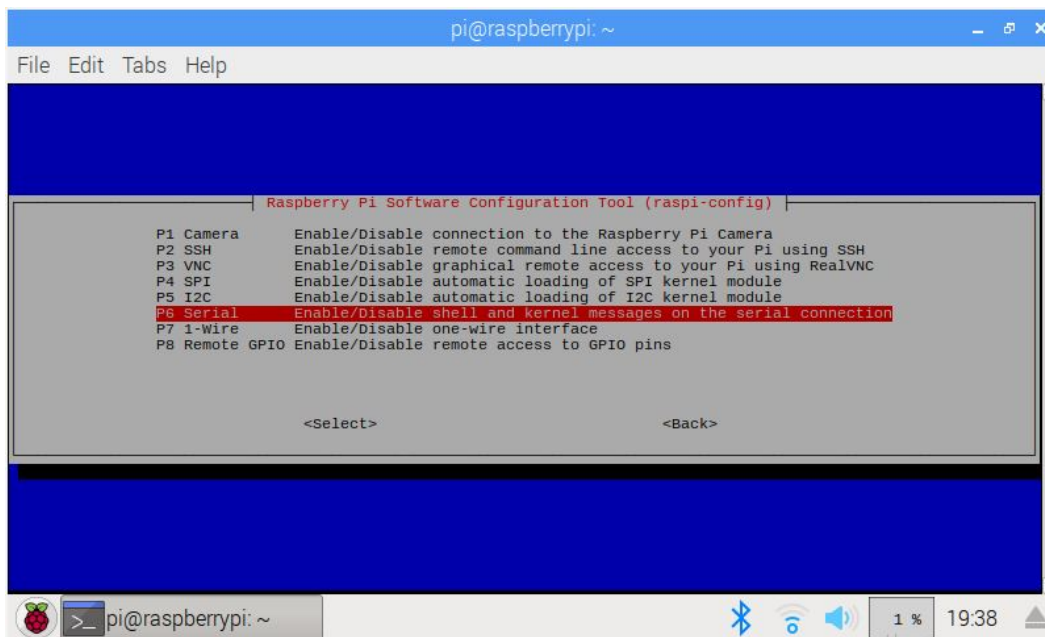 pi@raspberrypi: ~
File Edit Tabs Help
Raspberry Pi Software Configuration Tool (raspi-config)
P1 Camera Enable/Disable connection to the Raspberry Pi Camera
P2 SSH Enable/Disable remote command line access to your Pi using SSH
P3 VNC Enable/Disable graphical remote access to your Pi using RealVNC
P4 SPI Enable/Disable automatic loading of SPI kernel module
P5 I2C Enable/Disable automatic loading of I2C kernel module
P6 Serial Enable/Disable shell and kernel messages on the serial connection
P7 1-Wire Enable/Disable one-wire interface
P8 Remote GPIO Enable/Disable remote access to GPIO pins
<Select> <Back>
>_ pi@raspberrypi: ~ 1 % 19:38